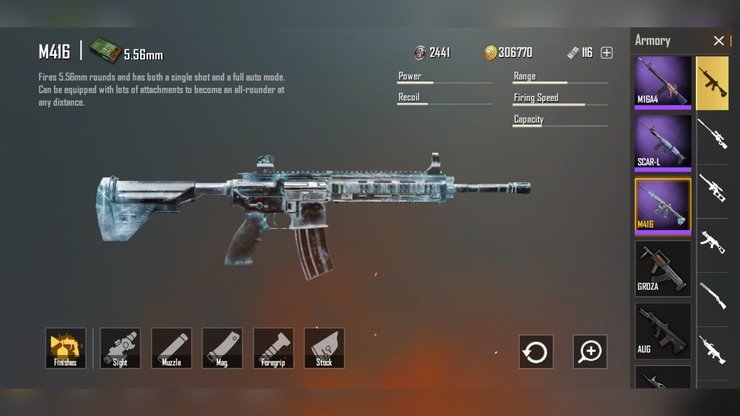 M416 | 5.56mm
2441 306770 116
Armory
Fires 5.56mm rounds and has both a single shot and a full auto mode.
Can be equipped with lots of attachments to become an all-rounder at
any distance.
Power
Range
Recoil
Firing Speed
Capacity
M16A4
SCAR-L
M416
GROZA
AUG
Finishes
Sight
Muzzle
Mag.
Foregrip
Stock